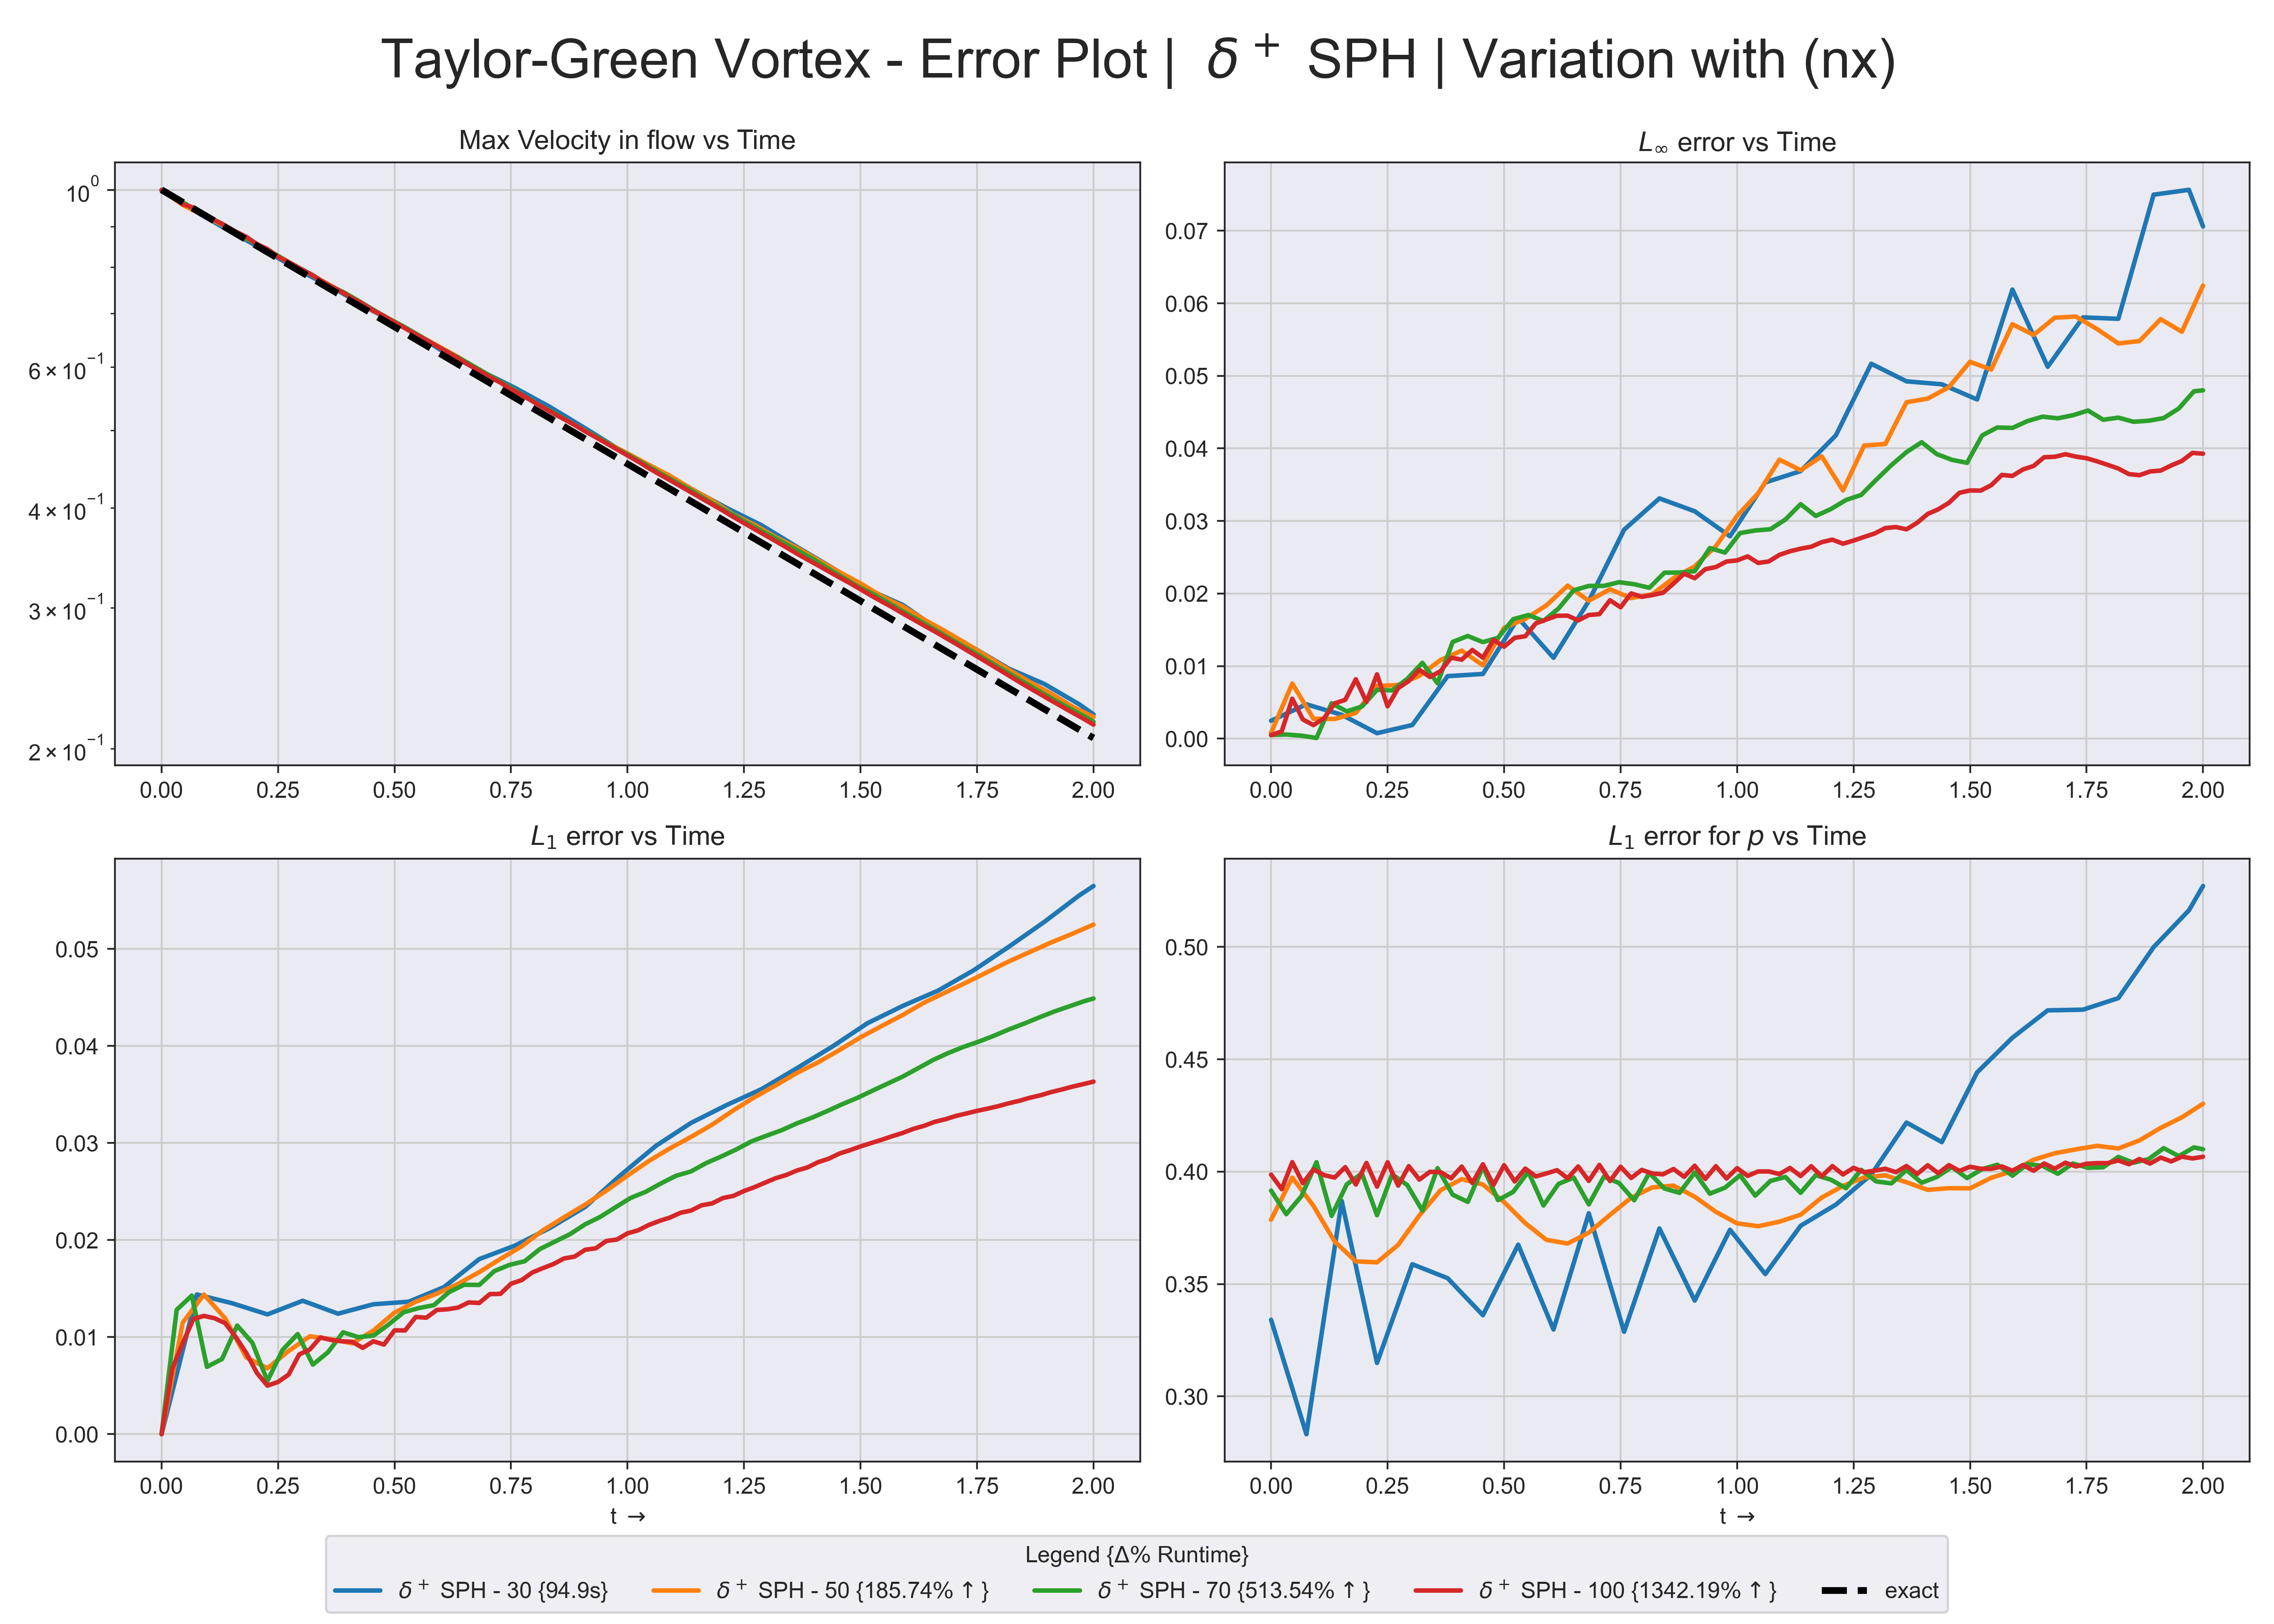 Taylor-Green Vortex - Error Plot | δ⁺ SPH | Variation with (nx)
Max Velocity in flow vs Time
10⁰
6 × 10⁻¹
4 × 10⁻¹
3 × 10⁻¹
2 × 10⁻¹
0.00 0.25 0.50 0.75 1.00 1.25 1.50 1.75 2.00
L∞ error vs Time
0.07
0.06
0.05
0.04
0.03
0.02
0.01
0.00
0.00 0.25 0.50 0.75 1.00 1.25 1.50 1.75 2.00
L₁ error vs Time
0.05
0.04
0.03
0.02
0.01
0.00
0.00 0.25 0.50 0.75 1.00 1.25 1.50 1.75 2.00
t →
L₁ error for p vs Time
0.50
0.45
0.40
0.35
0.30
0.00 0.25 0.50 0.75 1.00 1.25 1.50 1.75 2.00
t →
Legend {Δ% Runtime}
δ⁺ SPH - 30 {94.9s} δ⁺ SPH - 50 {185.74% ↑} δ⁺ SPH - 70 {513.54% ↑} δ⁺ SPH - 100 {1342.19% ↑} exact